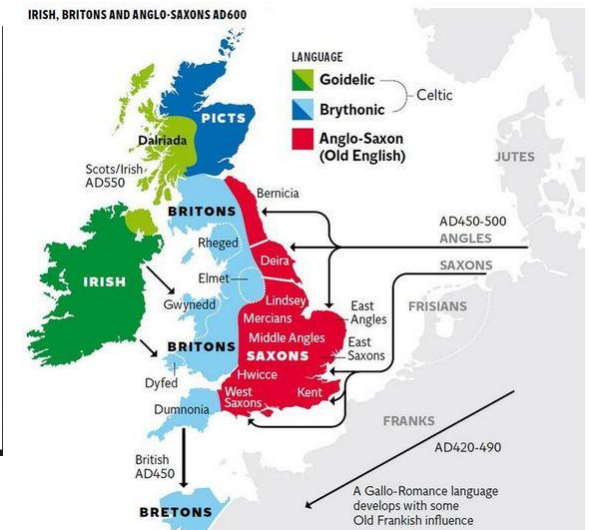 IRISH, BRITONS AND ANGLO-SAXONS AD600
LANGUAGE
Goidelic
Celtic
Brythonic
Anglo-Saxon
(Old English)
PICTS
Dalriada
Scots/Irish
AD550
JUTES
Bernicia
BRITONS
AD450-500
ANGLES
Rheged
Deira
SAXONS
IRISH
Elmet
Gwynedd
Lindsey
Mercians
East
Angles
FRISIANS
Middle Angles
BRITONS
SAXONS
East
Saxons
Hwicce
Dyfed
West
Saxons
Kent
Dumnonia
FRANKS
AD420-490
British
AD450
A Gallo-Romance language
develops with some
Old Frankish influence
BRETONS